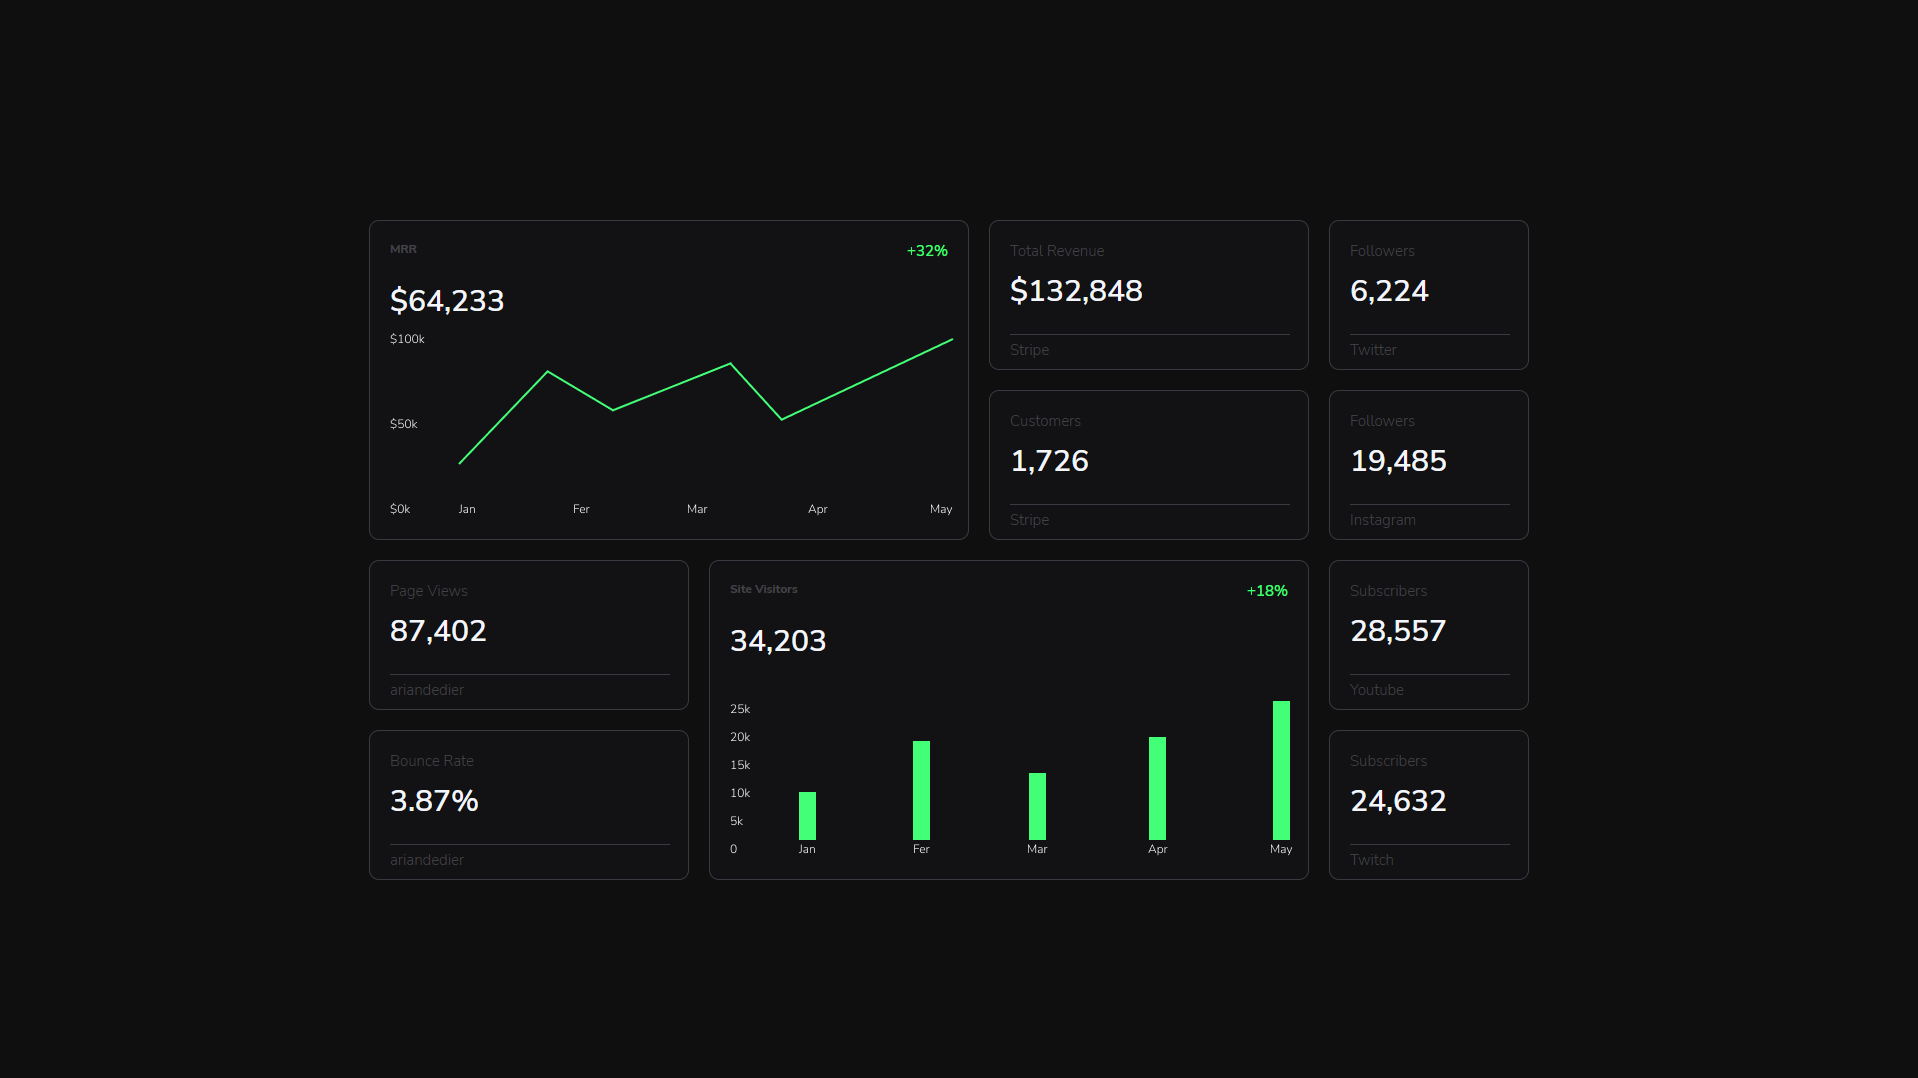 MRR
+32%
$64,233
$100k
$50k
$0k
Jan Fer Mar Apr May
Total Revenue
$132,848
Stripe
Followers
6,224
Twitter
Customers
1,726
Stripe
Followers
19,485
Instagram
Page Views
87,402
ariandedier
Bounce Rate
3.87%
ariandedier
Site Visitors
+18%
34,203
25k
20k
15k
10k
5k
0
Jan Fer Mar Apr May
Subscribers
28,557
Youtube
Subscribers
24,632
Twitch